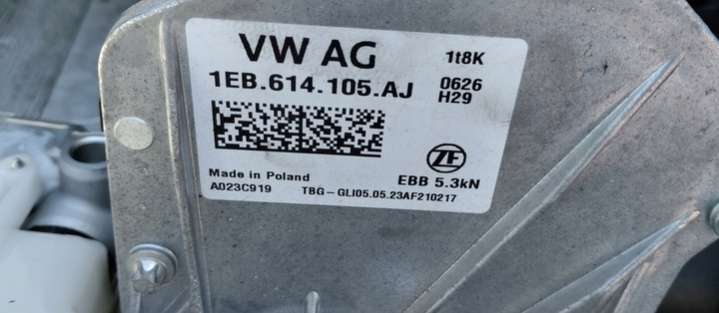 VW AG
1t8K
1EB.614.105.AJ
0626
H29
ZF
Made in Poland
EBB 5.3kN
A023C919
TBG-GLI05.05.23AF210217